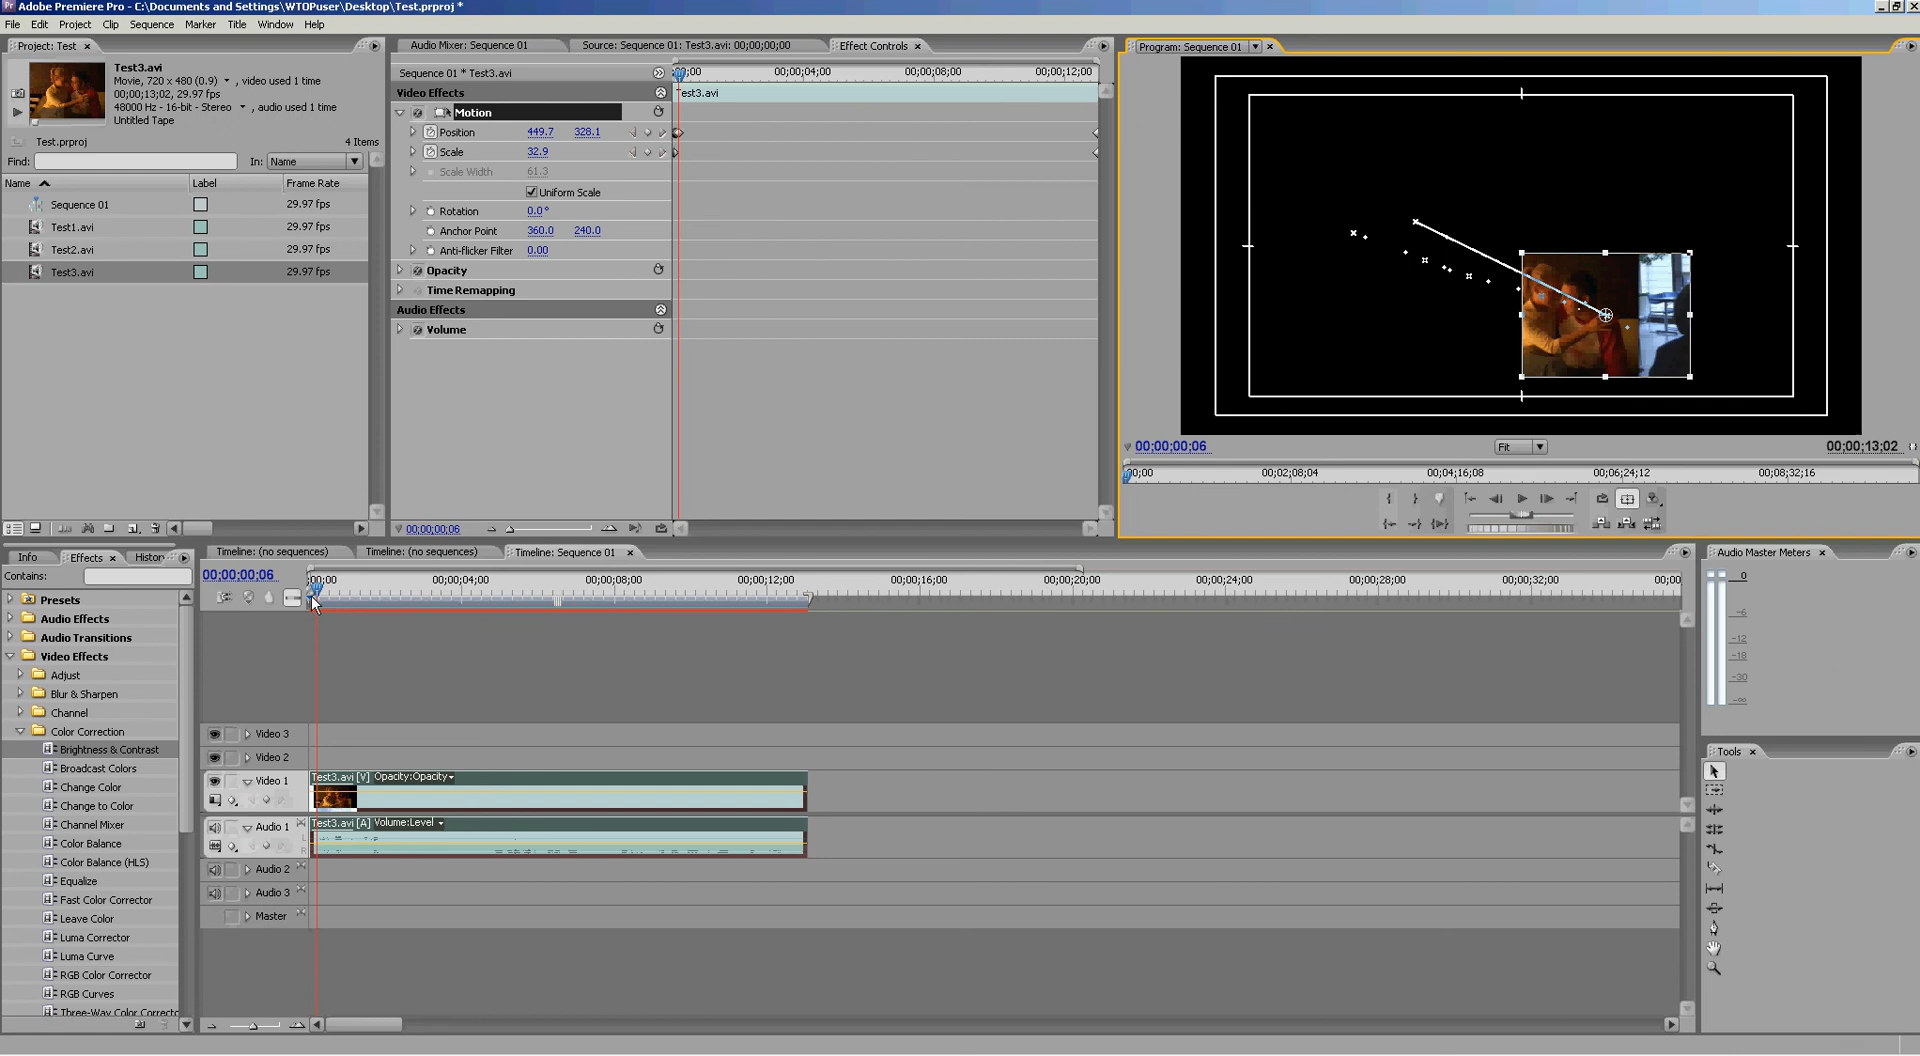 Adobe Premiere Pro - C:\Documents and Settings\WTOPuser\Desktop\Test.prproj *
File Edit Project Clip Sequence Marker Title Window Help
Project: Test
Test3.avi
Movie, 720 x 480 (0.9) , video used 1 time
00;00;13;02, 29.97 fps
48000 Hz - 16-bit - Stereo , audio used 1 time
Untitled Tape
Test.prproj 4 Items
Find: In: Name
Name Label Frame Rate
Sequence 01 29.97 fps
Test1.avi 29.97 fps
Test2.avi 29.97 fps
Test3.avi 29.97 fps
Audio Mixer: Sequence 01 Source: Sequence 01: Test3.avi: 00;00;00;00 Effect Controls
Sequence 01 * Test3.avi ;00;00 00;00;04;00 00;00;08;00 00;00;12;00
Video Effects Test3.avi
Motion
Position 449.7 328.1
Scale 32.9
Scale Width 61.3
Uniform Scale
Rotation 0.0°
Anchor Point 360.0 240.0
Anti-flicker Filter 0.00
Opacity
Time Remapping
Audio Effects
Volume
00;00;00;06
Program: Sequence 01
00;00;00;06 Fit 00;00;13;02
00;00 00;02;08;04 00;04;16;08 00;06;24;12 00;08;32;16
Info Effects Histor
Contains:
Presets
Audio Effects
Audio Transitions
Video Effects
Adjust
Blur & Sharpen
Channel
Color Correction
Brightness & Contrast
Broadcast Colors
Change Color
Change to Color
Channel Mixer
Color Balance
Color Balance (HLS)
Equalize
Fast Color Corrector
Leave Color
Luma Corrector
Luma Curve
RGB Color Corrector
RGB Curves
Three-Way Color Correcto
Timeline: (no sequences) Timeline: (no sequences) Timeline: Sequence 01
00;00;00;06 ;00;00 00;00;04;00 00;00;08;00 00;00;12;00 00;00;16;00 00;00;20;00 00;00;24;00 00;00;28;00 00;00;32;00 00;00
Video 3
Video 2
Video 1 Test3.avi [V] Opacity:Opacity
Audio 1 Test3.avi [A] Volume:Level
L
R
Audio 2
Audio 3
Master
Audio Master Meters
0
-6
-12
-18
-30
-∞
Tools